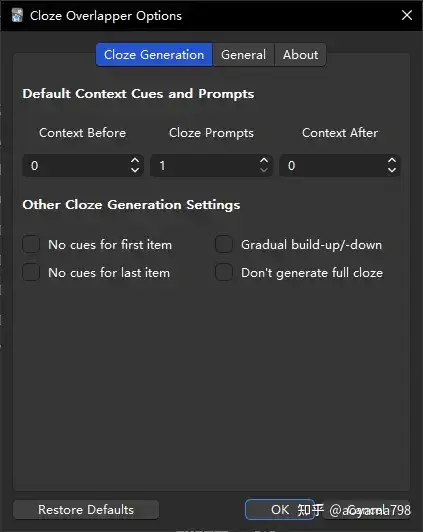 Cloze Overlapper Options
Cloze Generation General About
Default Context Cues and Prompts
Context Before Cloze Prompts Context After
0 1 0
Other Cloze Generation Settings
No cues for first item Gradual build-up/-down
No cues for last item Don't generate full cloze
Restore Defaults OK Cancel
知乎 @aoyama798